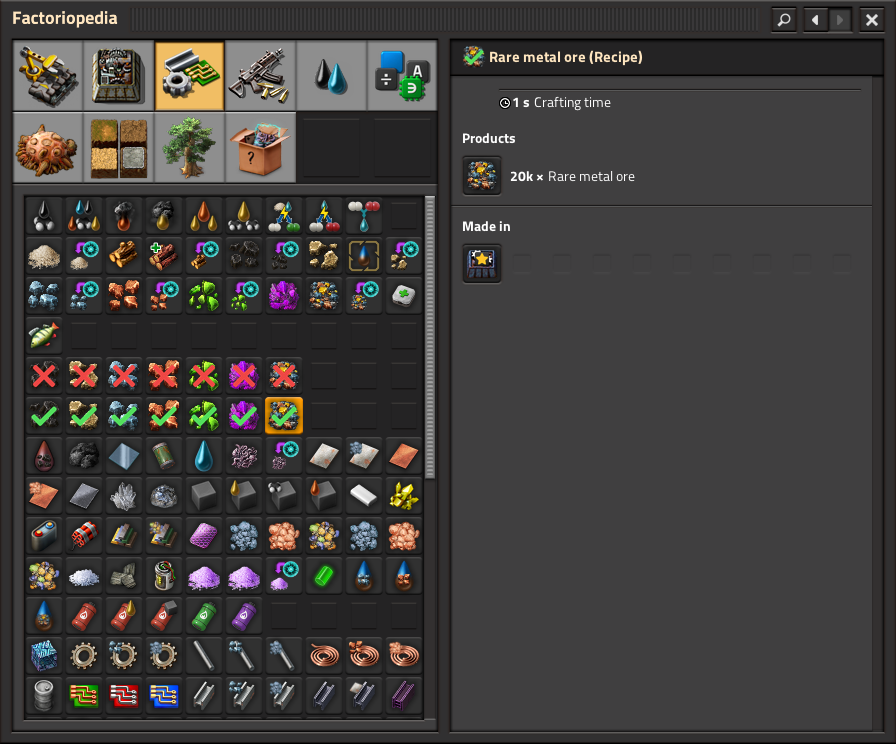 Factoriopedia
Rare metal ore (Recipe)
1 s Crafting time
Products
20k × Rare metal ore
Made in